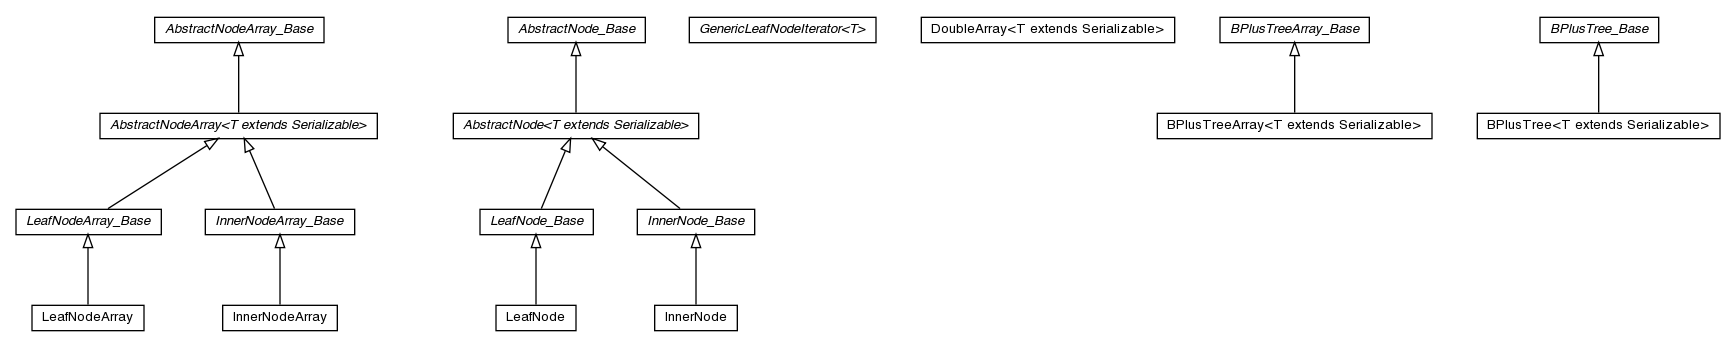 AbstractNodeArray_Base
AbstractNode_Base
GenericLeafNodeIterator<T>
DoubleArray<T extends Serializable>
BPlusTreeArray_Base
BPlusTree_Base
AbstractNodeArray<T extends Serializable>
AbstractNode<T extends Serializable>
BPlusTreeArray<T extends Serializable>
BPlusTree<T extends Serializable>
LeafNodeArray_Base
InnerNodeArray_Base
LeafNode_Base
InnerNode_Base
LeafNodeArray
InnerNodeArray
LeafNode
InnerNode